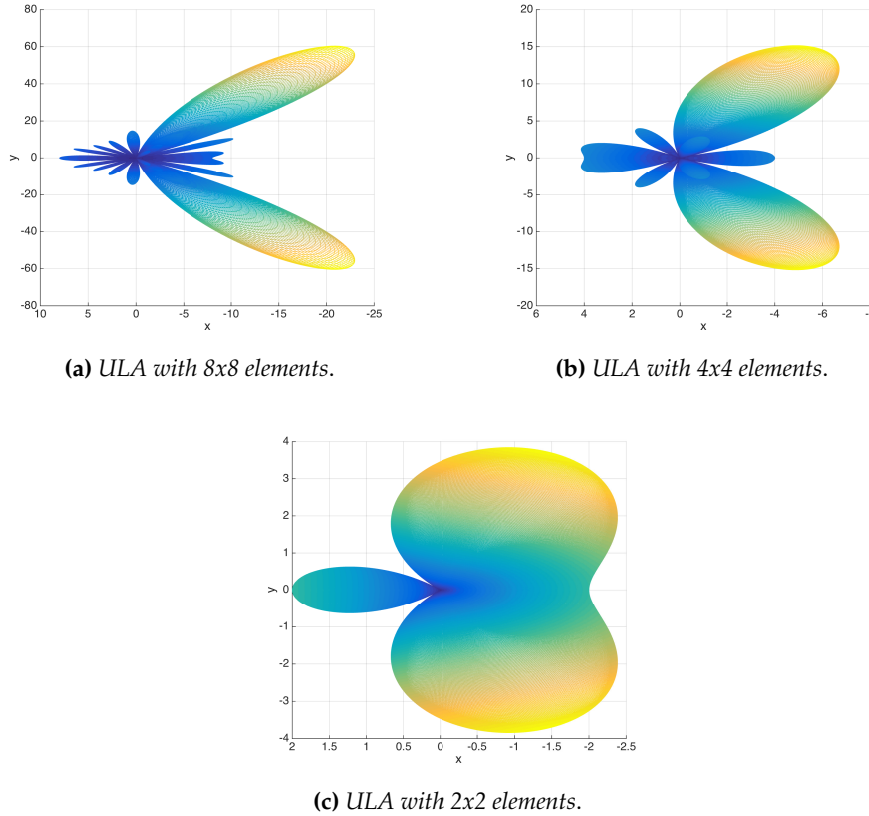 80
60
40
20
0
-20
-40
-60
-80
y
10 5 0 -5 -10 -15 -20 -25
x
(a) ULA with 8x8 elements.
20
15
10
5
0
-5
-10
-15
-20
y
6 4 2 0 -2 -4 -6 -8
x
(b) ULA with 4x4 elements.
4
3
2
1
0
-1
-2
-3
-4
y
2 1.5 1 0.5 0 -0.5 -1 -1.5 -2 -2.5
x
(c) ULA with 2x2 elements.